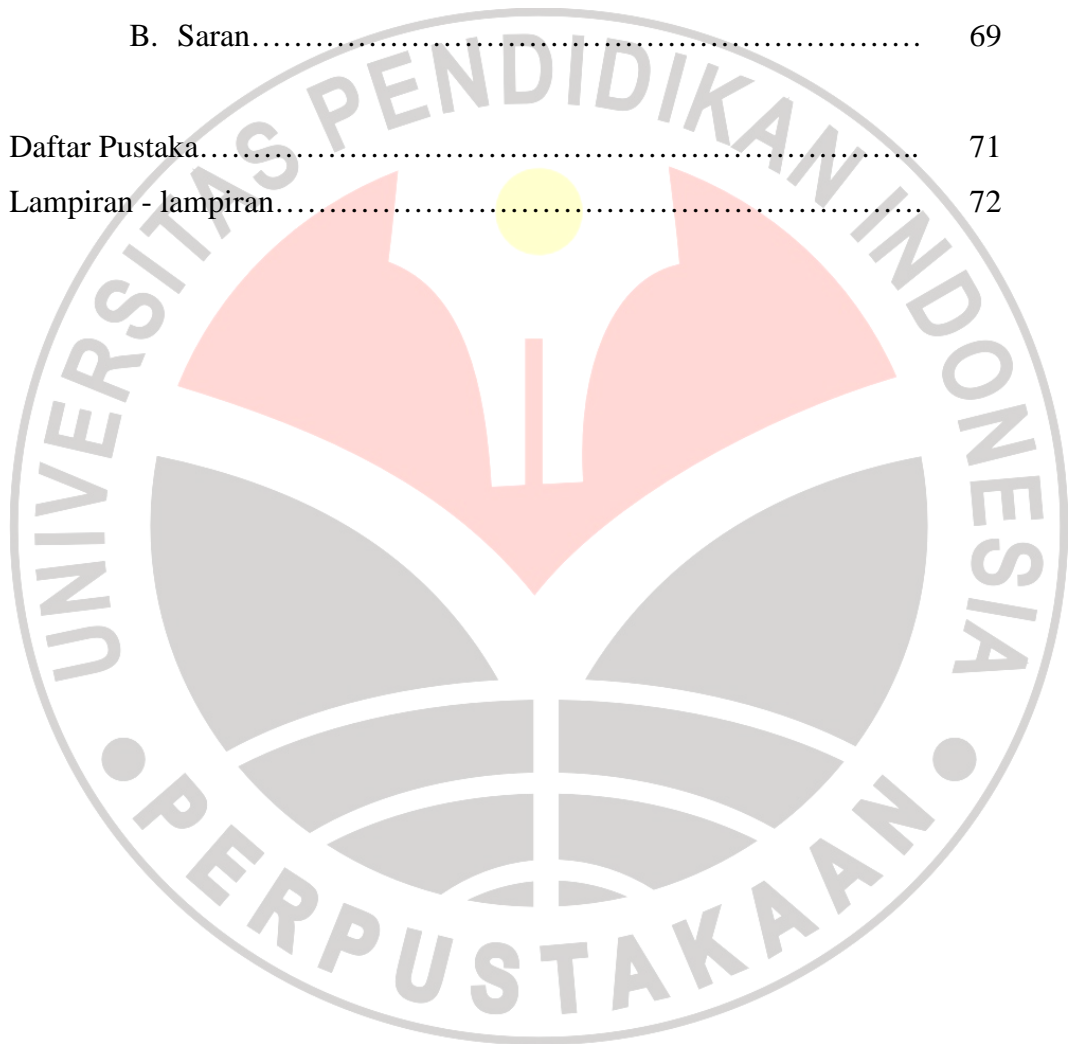 B. Saran……………………………………………………… 69
Daftar Pustaka………………………………………………………….. 71
Lampiran - lampiran…………………………………………………… 72
UNIVERSITAS PENDIDIKAN INDONESIA
PERPUSTAKAAN